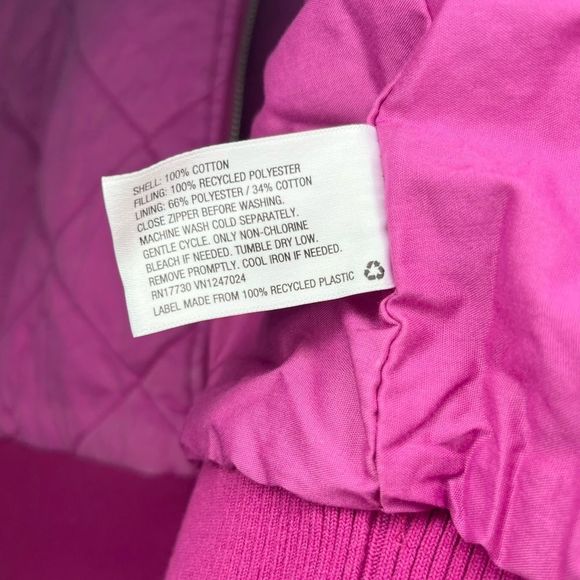 SHELL: 100% COTTON
FILLING: 100% RECYCLED POLYESTER
LINING: 66% POLYESTER / 34% COTTON
CLOSE ZIPPER BEFORE WASHING.
MACHINE WASH COLD SEPARATELY.
GENTLE CYCLE. ONLY NON-CHLORINE
BLEACH IF NEEDED. TUMBLE DRY LOW.
REMOVE PROMPTLY. COOL IRON IF NEEDED.
RN17730 VN1247024
LABEL MADE FROM 100% RECYCLED PLASTIC